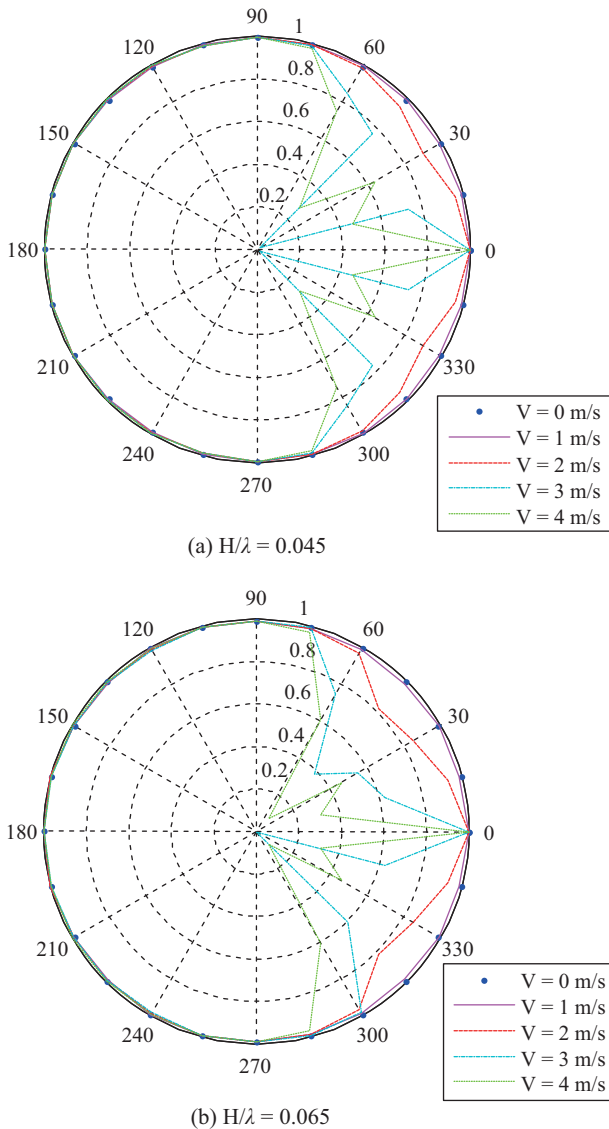 90
120
1
60
0.8
0.6
150
30
0.4
0.2
180
0
210
330
240
300
270
V = 0 m/s
V = 1 m/s
V = 2 m/s
V = 3 m/s
V = 4 m/s
(a) H/λ = 0.045
90
120
1
60
0.8
0.6
150
30
0.4
0.2
180
0
210
330
240
300
270
V = 0 m/s
V = 1 m/s
V = 2 m/s
V = 3 m/s
V = 4 m/s
(b) H/λ = 0.065